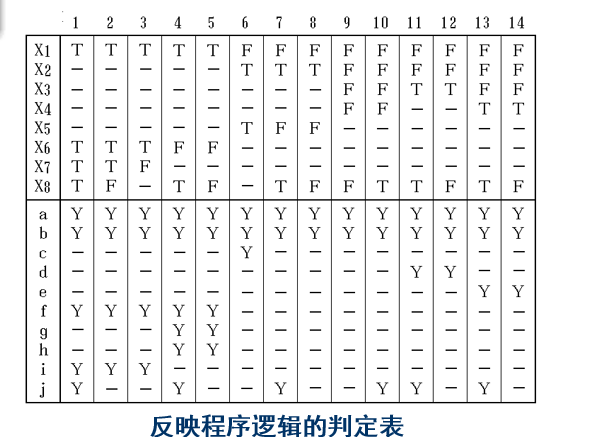 1 2 3 4 5 6 7 8 9 10 11 12 13 14
X1 T T T T T F F F F F F F F F
X2 — — — — — T T T F F F F F F
X3 — — — — — — — — F F T T F F
X4 — — — — — — — — F F — — T T
X5 — — — — — T F F — — — — — —
X6 T T T F F — — — — — — — — —
X7 T T F — — — — — — — — — — —
X8 T F — T F — T F F T T F T F
a Y Y Y Y Y Y Y Y Y Y Y Y Y Y
b Y Y Y Y Y Y Y Y Y Y Y Y Y Y
c — — — — — Y — — — — — — — —
d — — — — — — — — — — Y Y — —
e — — — — — — — — — — — — Y Y
f Y Y Y Y Y — — — — — — — — —
g — — — Y Y — — — — — — — — —
h — — — Y Y — — — — — — — — —
i Y Y Y — — — — — — — — — — —
j Y — — Y — — Y — — Y Y — Y —
反映程序逻辑的判定表